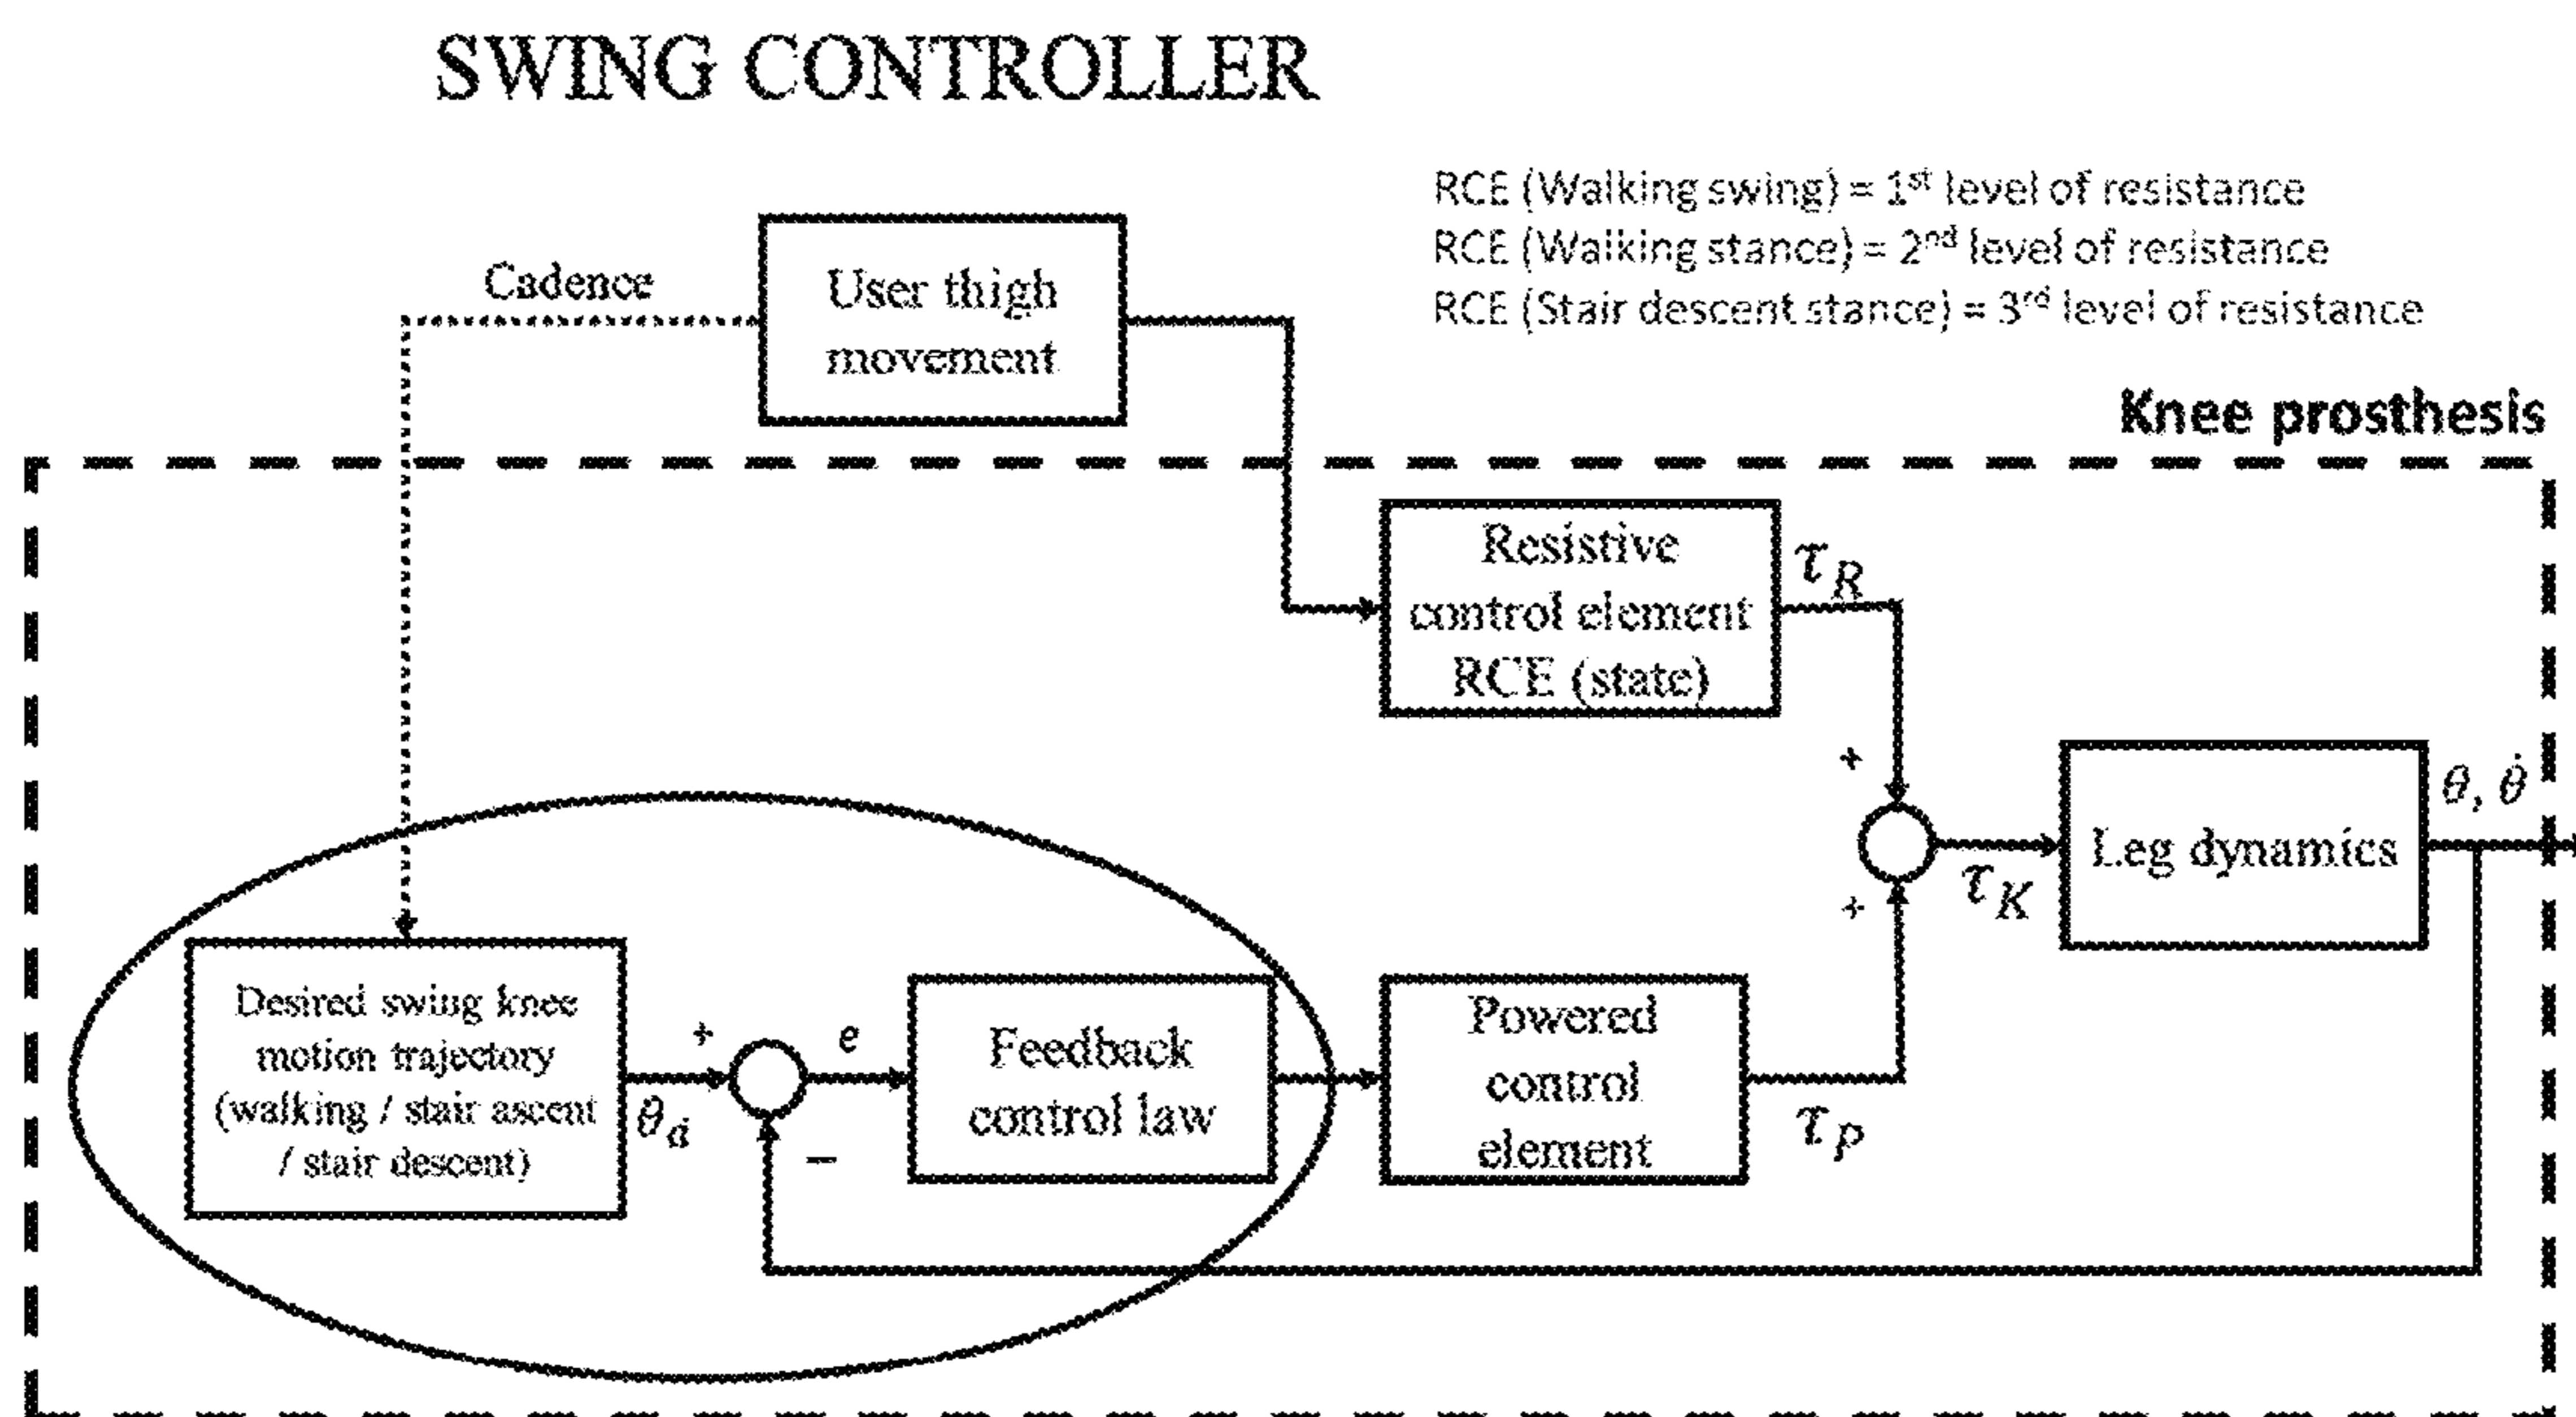 SWING CONTROLLER
RCE (Walking swing) = 1st level of resistance
RCE (Walking stance) = 2nd level of resistance
RCE (Stair descent stance) = 3rd level of resistance
Cadence
User thigh
movement
Knee prosthesis
Resistive
control element
RCE (state)
τR
+
+
τK
Leg dynamics
θ, θ̇
Desired swing knee
motion trajectory
(walking / stair ascent
/ stair descent)
θd
+
−
e
Feedback
control law
Powered
control
element
τP